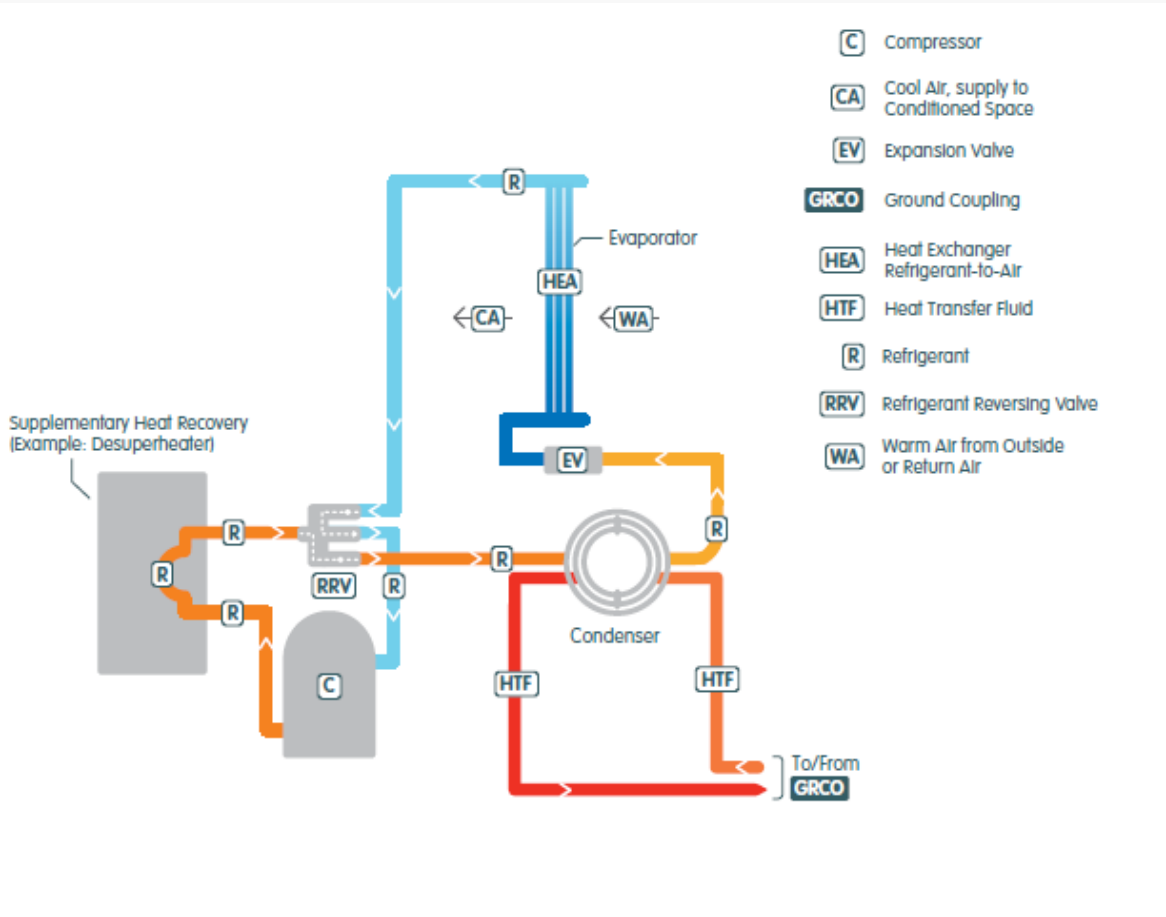 C Compressor
CA Cool Air, supply to
Conditioned Space
EV Expansion Valve
GRCO Ground Coupling
HEA Heat Exchanger
Refrigerant-to-Air
HTF Heat Transfer Fluid
R Refrigerant
RRV Refrigerant Reversing Valve
WA Warm Air from Outside
or Return Air
R
Evaporator
HEA
CA
WA
Supplementary Heat Recovery
(Example: Desuperheater)
EV
R
R
R
R
RRV
R
R
Condenser
C
HTF
HTF
To/From
GRCO